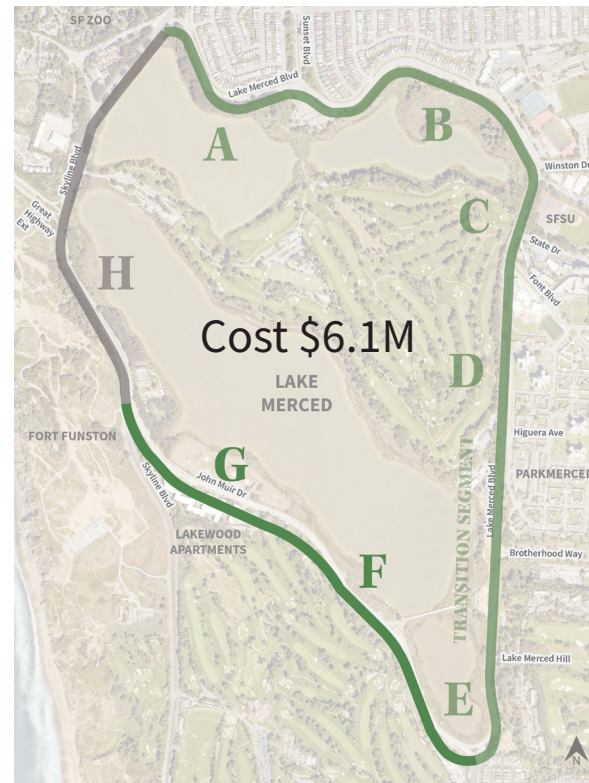 SF ZOO
Sunset Blvd
Lake Merced Blvd
A
B
Winston Dr
Skyline Blvd
Great
Highway
Ext
C
SFSU
State Dr
Font Blvd
H
Cost $6.1M
LAKE
MERCED
D
FORT FUNSTON
Higuera Ave
G
John Muir Dr
Skyline Blvd
LAKEWOOD
APARTMENTS
TRANSITION SEGMENT
Lake Merced Blvd
PARKMERCED
Brotherhood Way
F
Lake Merced Hill
E
N